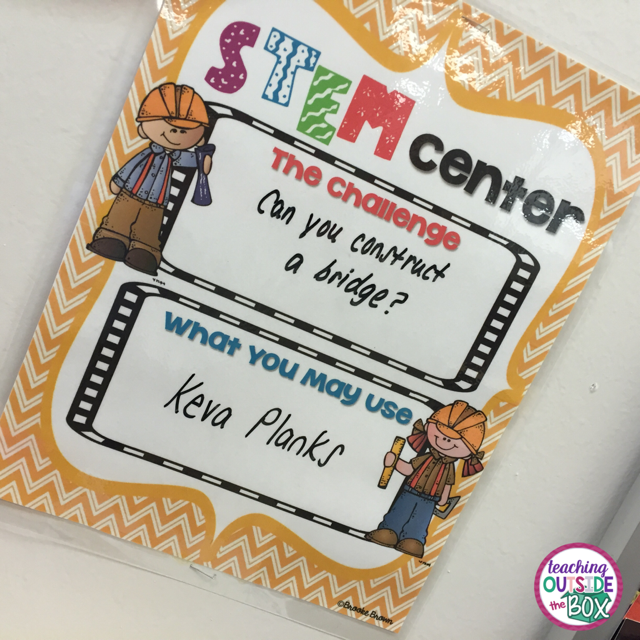 STEM center
The Challenge
Can you construct
a bridge?
What You May Use
Keva Planks
©Brooke Brown
teaching
OUTSIDE
the BOX